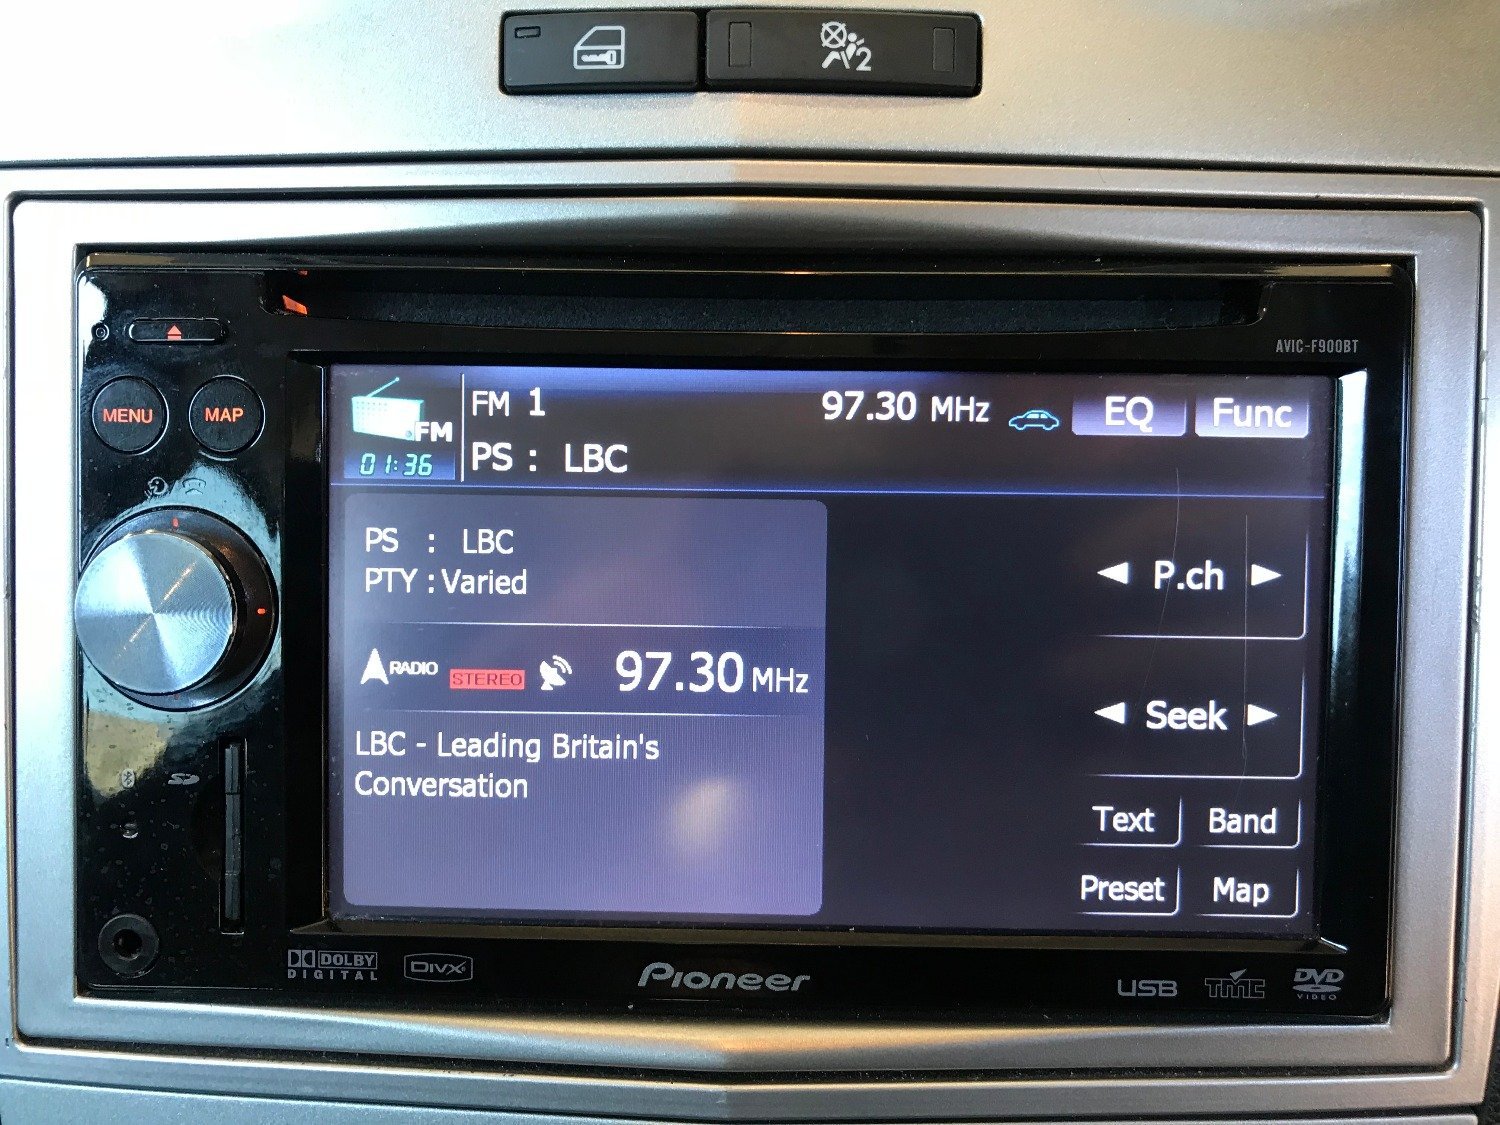 2
AVIC-F900BT
MENU
MAP
FM
01:36
FM 1
97.30 MHz
EQ
Func
PS : LBC
PS : LBC
PTY : Varied
RADIO
STEREO
97.30 MHz
LBC - Leading Britain's
Conversation
◄ P.ch ►
◄ Seek ►
Text
Band
Preset
Map
SD
DOLBY
DIGITAL
DivX
Pioneer
USB
TMC
DVD
VIDEO